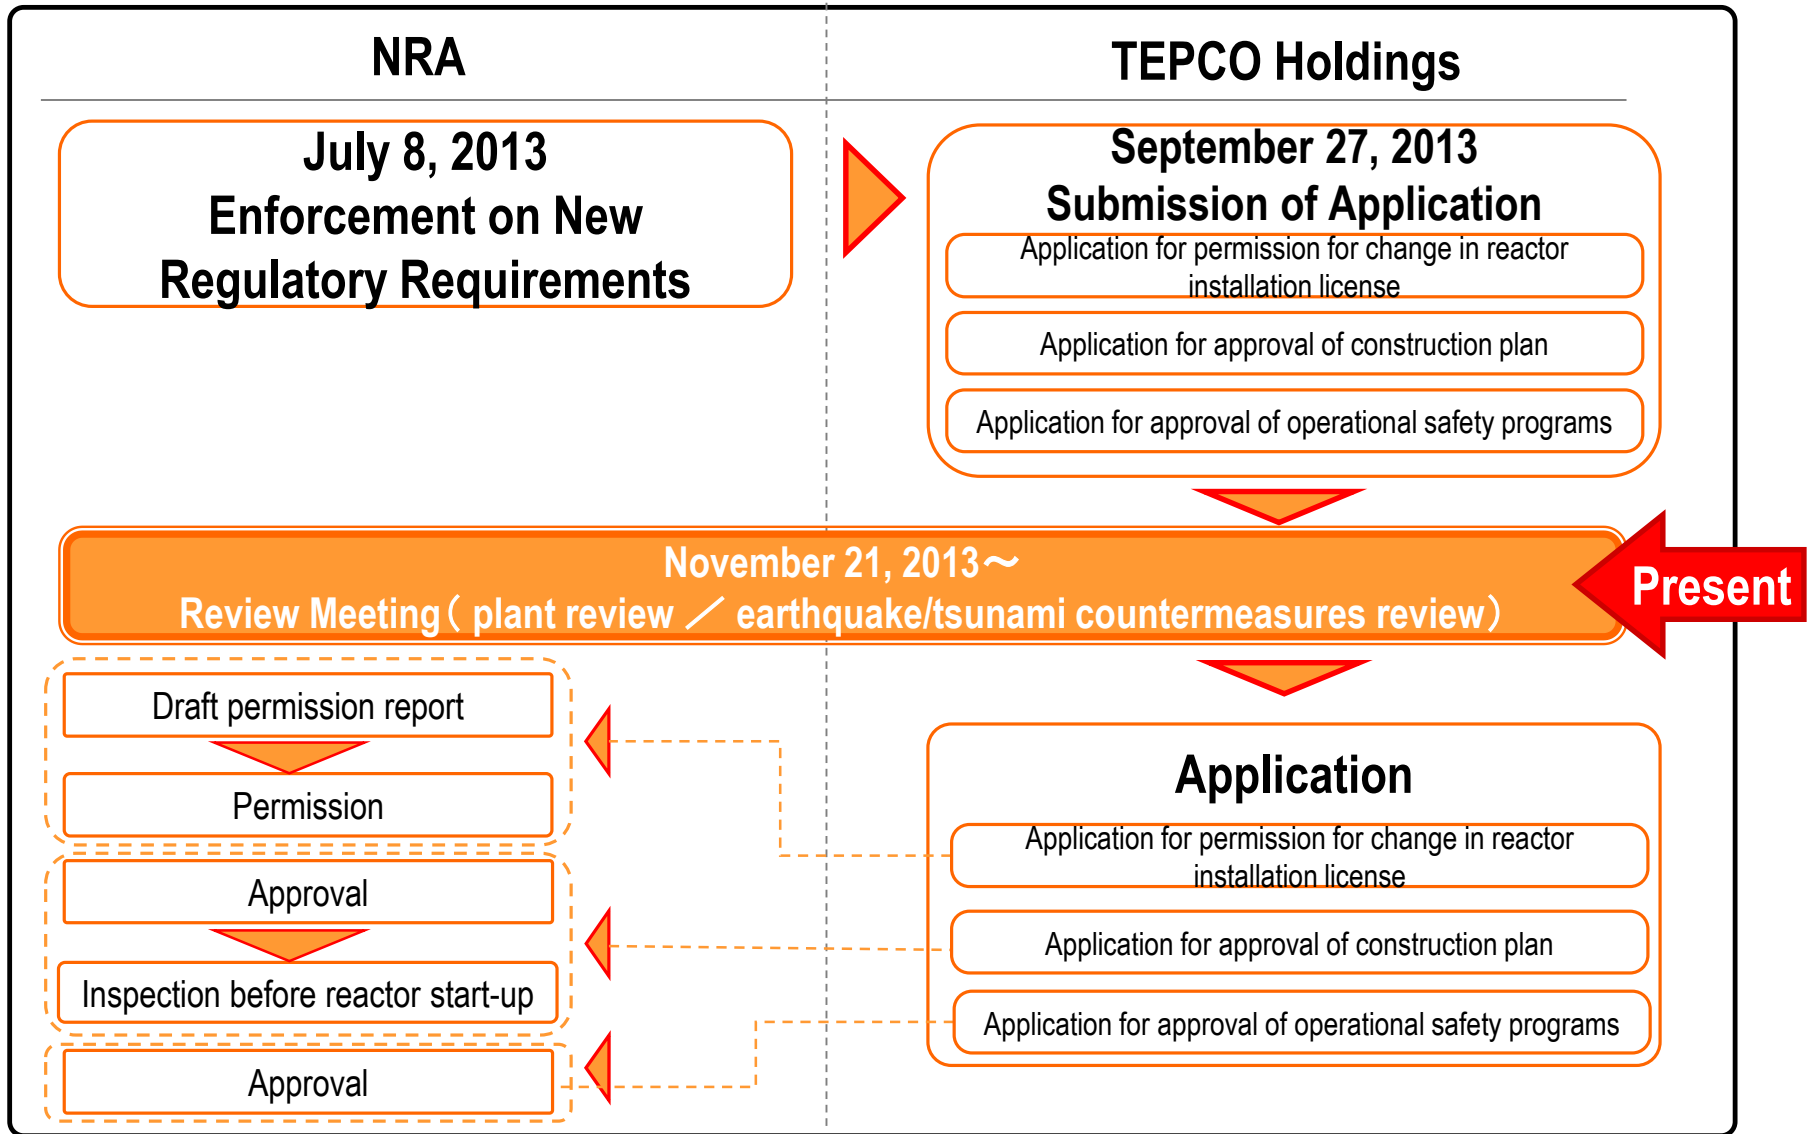 NRA
TEPCO Holdings
July 8, 2013
Enforcement on New
Regulatory Requirements
September 27, 2013
Submission of Application
Application for permission for change in reactor
installation license
Application for approval of construction plan
Application for approval of operational safety programs
November 21, 2013～
Review Meeting（ plant review ／ earthquake/tsunami countermeasures review）
Present
Draft permission report
Permission
Approval
Inspection before reactor start-up
Approval
Application
Application for permission for change in reactor
installation license
Application for approval of construction plan
Application for approval of operational safety programs